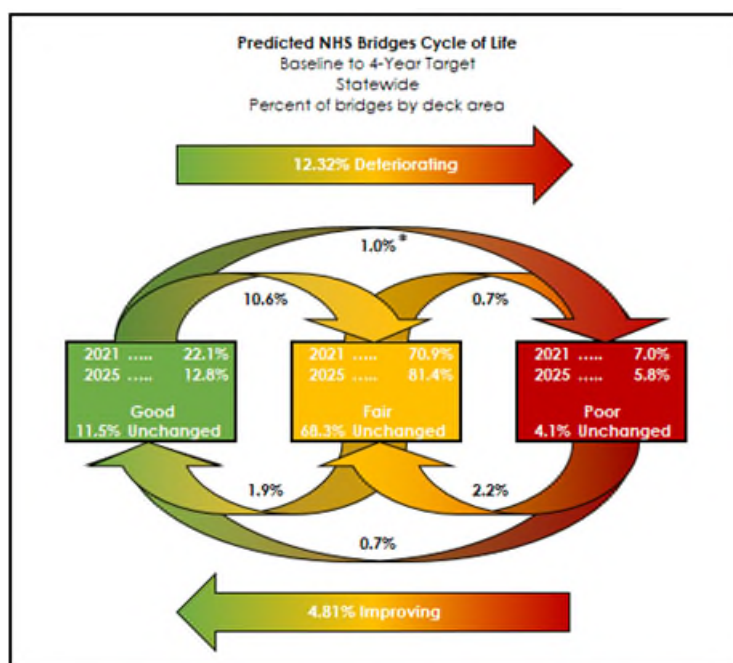 Predicted NHS Bridges Cycle of Life
Baseline to 4-Year Target
Statewide
Percent of bridges by deck area
12.32% Deteriorating
1.0%*
10.6%
0.7%
2021 ..... 22.1%
2025 ..... 12.8%
Good
11.5% Unchanged
2021 ..... 70.9%
2025 ..... 81.4%
Fair
68.3% Unchanged
2021 ..... 7.0%
2025 ..... 5.8%
Poor
4.1% Unchanged
1.9%
2.2%
0.7%
4.81% Improving